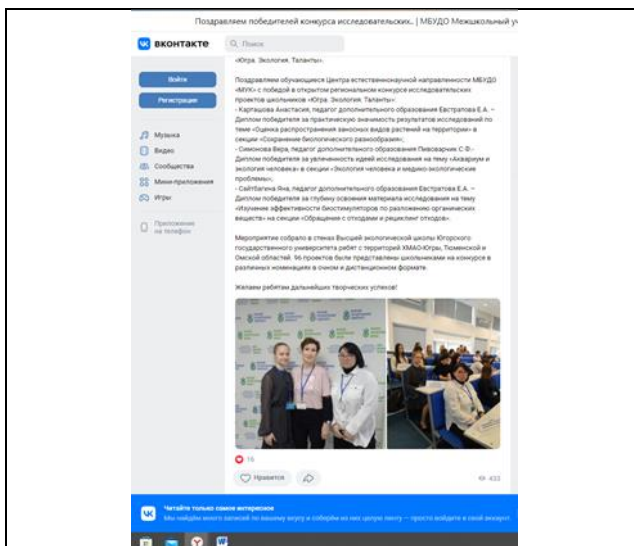 Поздравляем победителей конкурса исследовательских.. | МБУДО Межшкольный уч
вконтакте
Поиск
Войти
Регистрация
Музыка
Видео
Сообщества
Мини-приложения
Игры
Приложение
на телефон
«Югра. Экология. Таланты».
Поздравляем обучающиеся Центра естественнонаучной направленности МБУДО
«МУК» с победой в открытом региональном конкурсе исследовательских
проектов школьников «Югра. Экология. Таланты»:
- Карташова Анастасия, педагог дополнительного образования Евстратова Е.А. –
Диплом победителя за практическую значимость результатов исследований по
теме «Оценка распространения заносных видов растений на территории» в
секции «Сохранение биологического разнообразия»;
- Симонова Вера, педагог дополнительного образования Пивоварчик С.Ф.-
Диплом победителя за увлеченность идеей исследования на тему «Аквариум и
экология человека» в секции «Экология человека и медико-экологические
проблемы»;
- Сайтбагена Яна, педагог дополнительного образования Евстратова Е.А. –
Диплом победителя за глубину освоения материала исследования на тему
«Изучение эффективности биостимуляторов по разложению органических
веществ» на секции «Обращение с отходами и рециклинг отходов».
Мероприятие собрало в стенах Высшей экологической школы Югорского
государственного университета ребят с территорий ХМАО-Югры, Тюменской и
Омской областей. 96 проектов были представлены школьниками на конкурсе в
различных номинациях в очном и дистанционном формате.
Желаем ребятам дальнейших творческих успехов!
Нравится
433
Читайте только самое интересное
Мы найдём много записей по вашему вкусу и соберём из них целую ленту — просто войдите в свой аккаунт.